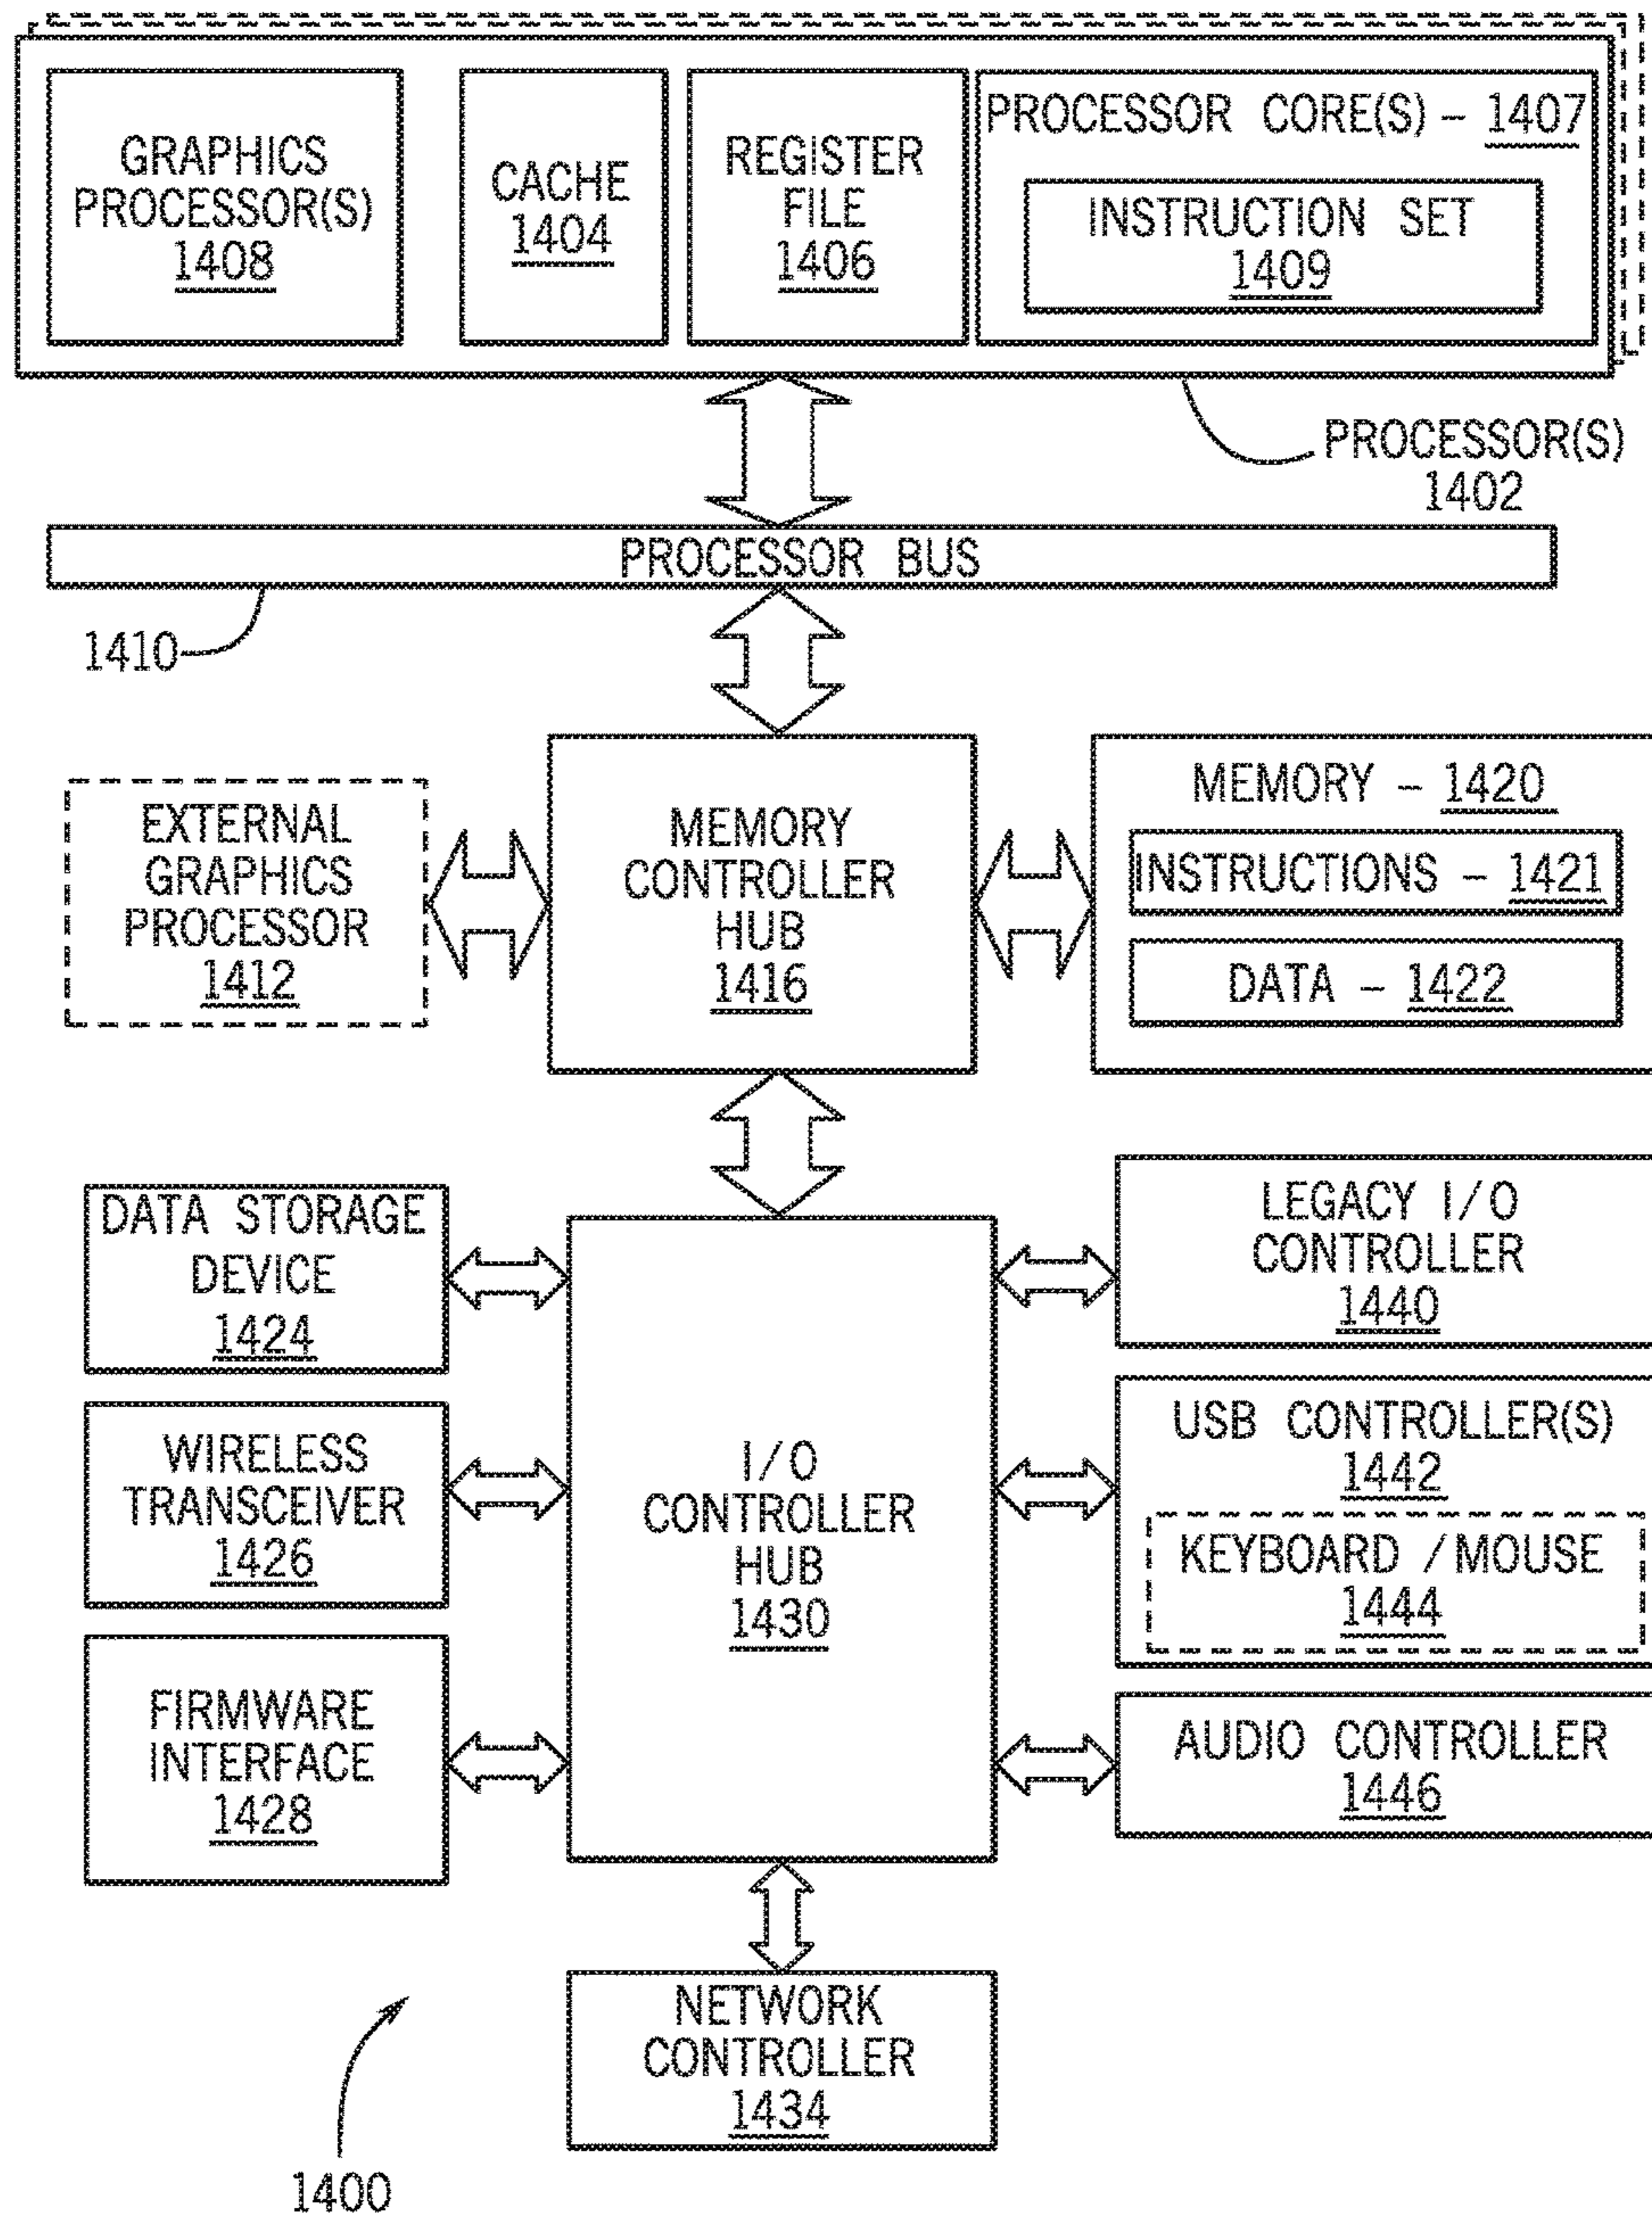 GRAPHICS
PROCESSOR(S)
1408
CACHE
1404
REGISTER
FILE
1406
PROCESSOR CORE(S) – 1407
INSTRUCTION SET
1409
PROCESSOR(S)
1402
PROCESSOR BUS
1410
EXTERNAL
GRAPHICS
PROCESSOR
1412
MEMORY
CONTROLLER
HUB
1416
MEMORY – 1420
INSTRUCTIONS – 1421
DATA – 1422
DATA STORAGE
DEVICE
1424
WIRELESS
TRANSCEIVER
1426
FIRMWARE
INTERFACE
1428
I/O
CONTROLLER
HUB
1430
LEGACY I/O
CONTROLLER
1440
USB CONTROLLER(S)
1442
KEYBOARD /MOUSE
1444
AUDIO CONTROLLER
1446
NETWORK
CONTROLLER
1434
1400